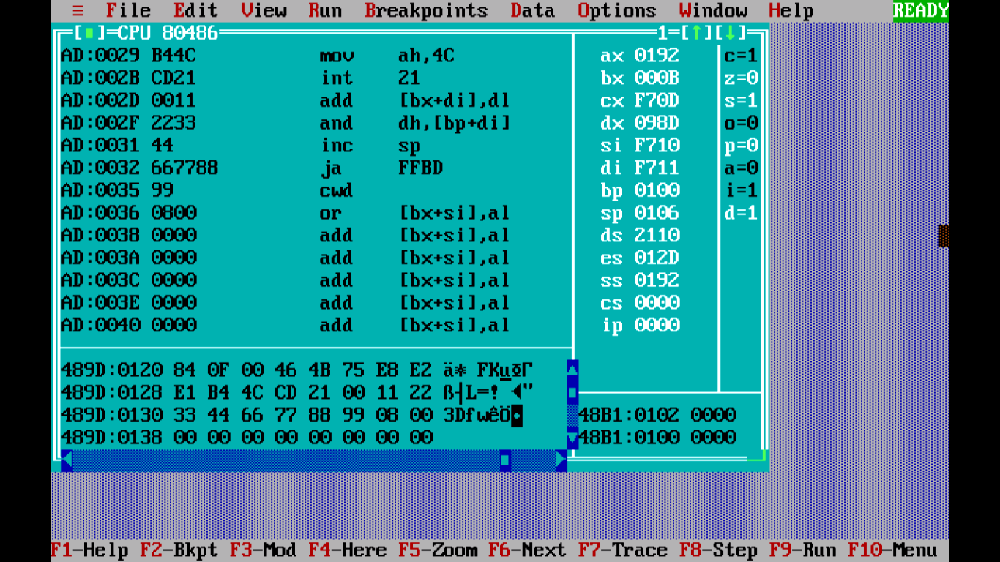 ≡ File Edit View Run Breakpoints Data Options Window Help READY
[■]=CPU 80486 1=[↑][↓]
AD:0029 B44C mov ah,4C ax 0192 c=1
AD:002B CD21 int 21 bx 000B z=0
AD:002D 0011 add [bx+di],dl cx F70D s=1
AD:002F 2233 and dh,[bp+di] dx 098D o=0
AD:0031 44 inc sp si F710 p=0
AD:0032 667788 ja FFBD di F711 a=0
AD:0035 99 cwd bp 0100 i=1
AD:0036 0800 or [bx+si],al sp 0106 d=1
AD:0038 0000 add [bx+si],al ds 2110
AD:003A 0000 add [bx+si],al es 012D
AD:003C 0000 add [bx+si],al ss 0192
AD:003E 0000 add [bx+si],al cs 0000
AD:0040 0000 add [bx+si],al ip 0000
489D:0120 84 0F 00 46 4B 75 E8 E2 ä☼ FKuΦΓ
489D:0128 E1 B4 4C CD 21 00 11 22 ß┤L=! ◄"
489D:0130 33 44 66 77 88 99 08 00 3DfwêÖ◘ 48B1:0102 0000
489D:0138 00 00 00 00 00 00 00 00 48B1:0100 0000
F1-Help F2-Bkpt F3-Mod F4-Here F5-Zoom F6-Next F7-Trace F8-Step F9-Run F10-Menu